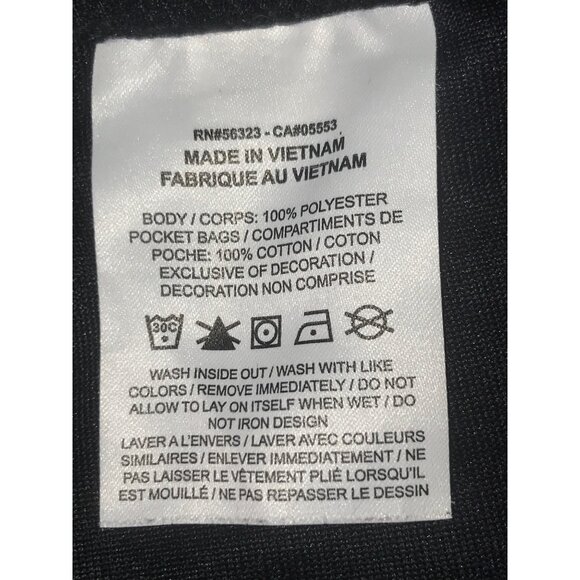 RN#56323 - CA#05553
MADE IN VIETNAM
FABRIQUE AU VIETNAM
BODY / CORPS: 100% POLYESTER
POCKET BAGS / COMPARTIMENTS DE
POCHE: 100% COTTON / COTON
EXCLUSIVE OF DECORATION /
DECORATION NON COMPRISE
30C
WASH INSIDE OUT / WASH WITH LIKE
COLORS / REMOVE IMMEDIATELY / DO NOT
ALLOW TO LAY ON ITSELF WHEN WET / DO
NOT IRON DESIGN
LAVER A L'ENVERS / LAVER AVEC COULEURS
SIMILAIRES / ENLEVER IMMEDIATEMENT / NE
PAS LAISSER LE VÊTEMENT PLIÉ LORSQU'IL
EST MOUILLÉ / NE PAS REPASSER LE DESSIN